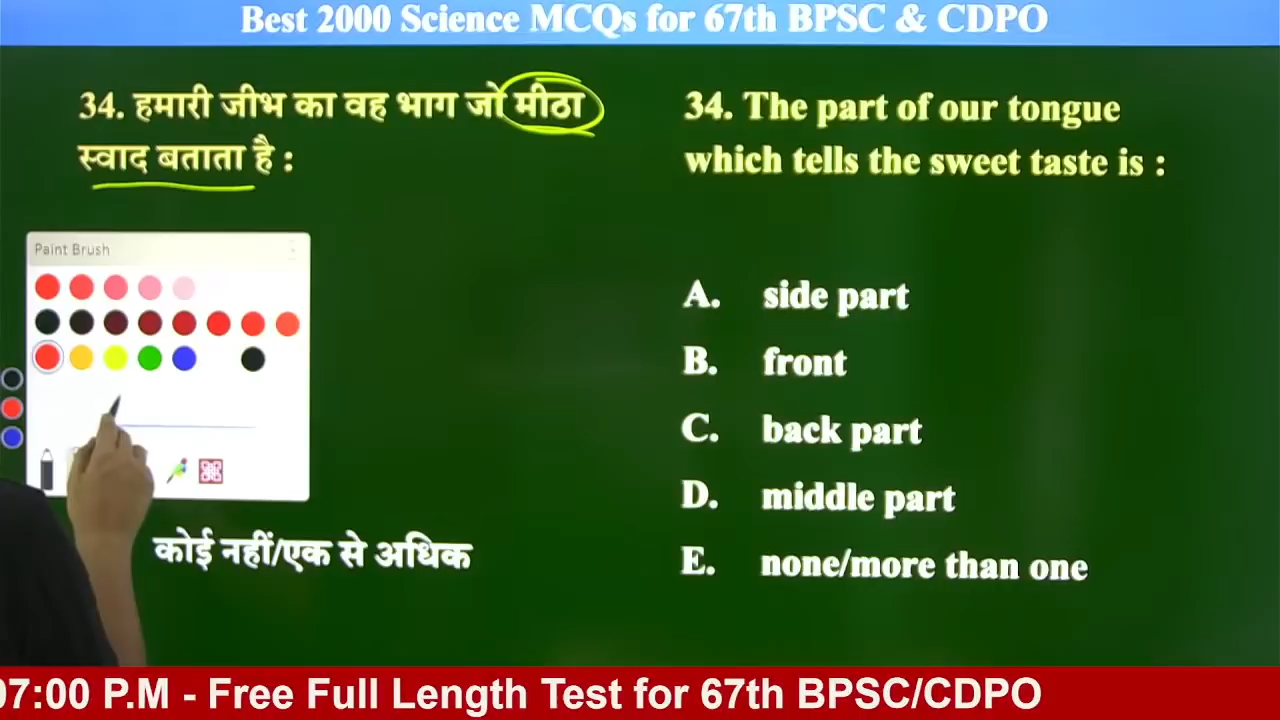 Best 2000 Science MCQs for 67th BPSC & CDPO
34. हमारी जीभ का वह भाग जो मीठा
स्वाद बताता है :
Paint Brush
कोई नहीं/एक से अधिक
34. The part of our tongue
which tells the sweet taste is :
A. side part
B. front
C. back part
D. middle part
E. none/more than one
07:00 P.M - Free Full Length Test for 67th BPSC/CDPO